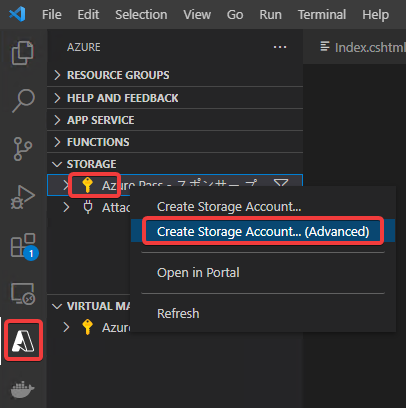 File Edit Selection View Go Run Terminal Help
AZURE
Index.cshtml
RESOURCE GROUPS
HELP AND FEEDBACK
APP SERVICE
FUNCTIONS
STORAGE
Azure Pass - スポンサープ
Attac
Create Storage Account...
Create Storage Account... (Advanced)
Open in Portal
Refresh
1
VIRTUAL MA
Azure